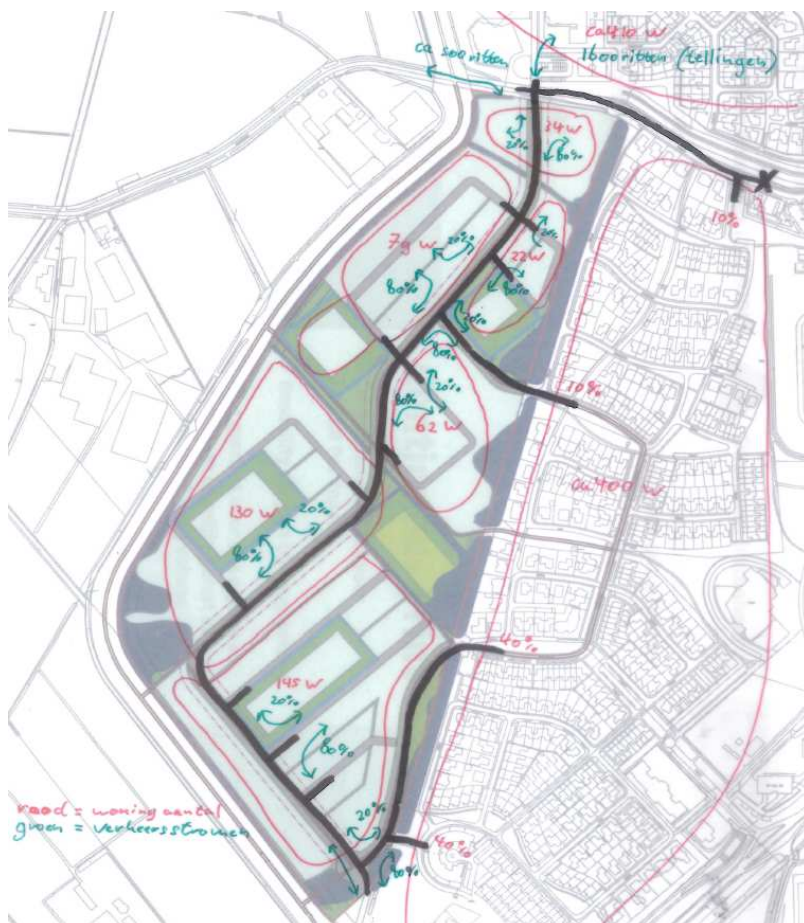 ca 410 w
1600 ritten (tellingen)
ca 500 ritten
34 w
20%
80%
10%
79 w
20%
80%
20%
22 w
80%
20%
80%
10%
20%
80%
62 w
ca 400 w
130 w
20%
80%
40%
145 w
20%
80%
20%
40%
80%
rood = woning aantal
groen = verkeersstromen